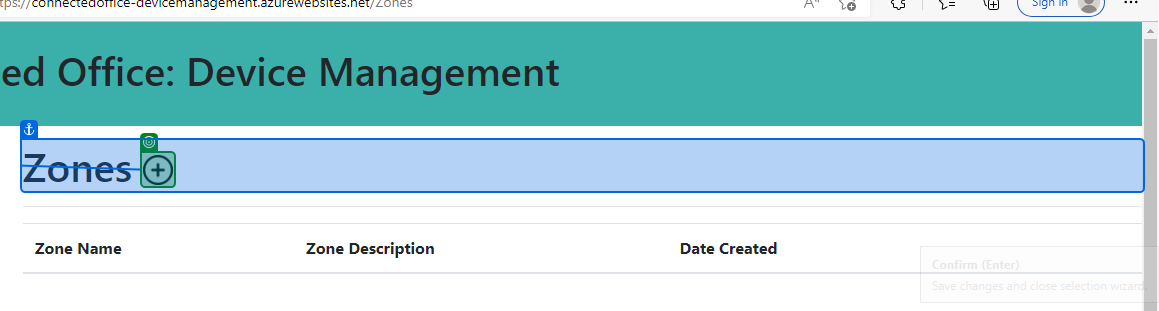 tps://connectedoffice-devicemanagement.azurewebsites.net/Zones
Sign in
ed Office: Device Management
Zones
Zone Name Zone Description Date Created
Confirm (Enter)
Save changes and close selection wizard.